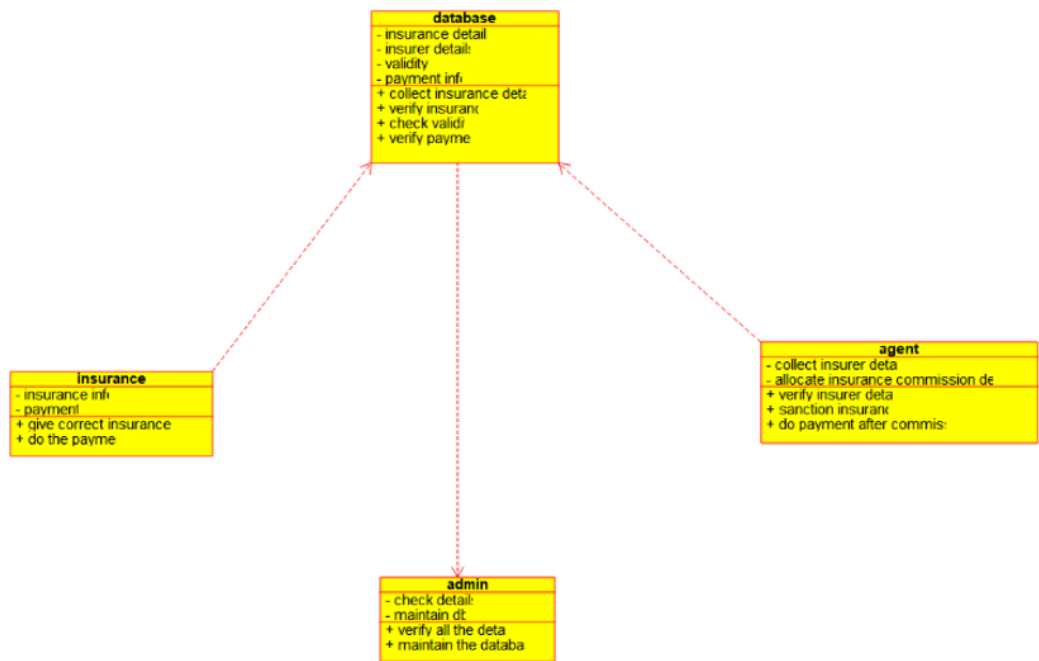 database
- insurance detail
- insurer details
- validity
- payment inf
+ collect insurance deta
+ verify insuranc
+ check validi
+ verify payme
insurance
- insurance inf
- payment
+ give correct insurance
+ do the payme
agent
- collect insurer deta
- allocate insurance commission de
+ verify insurer deta
+ sanction insuranc
+ do payment after commis
admin
- check details
- maintain db
+ verify all the deta
+ maintain the databa